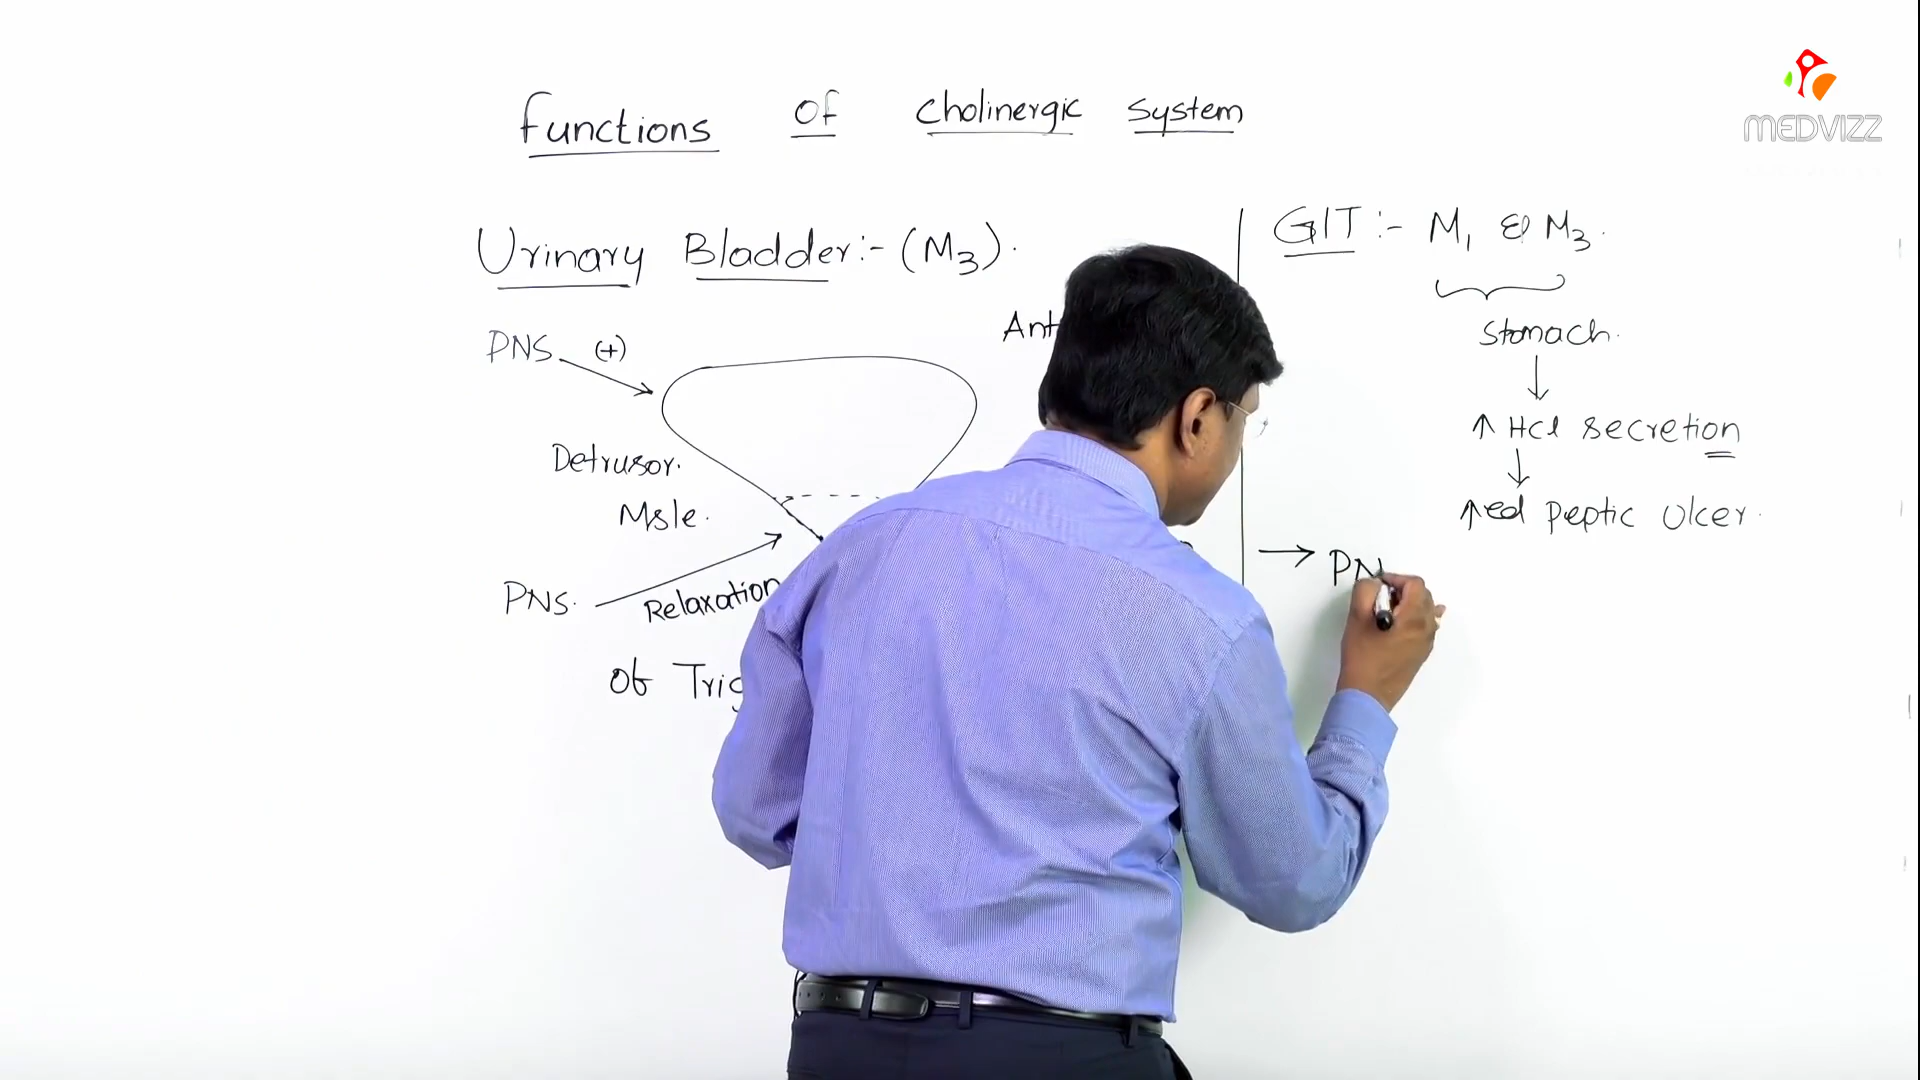 Functions of Cholinergic System
MEDVIZZ
Urinary Bladder:- (M3).
PNS (+)
Detrusor.
Msle.
PNS.
Relaxation
of
GIT :- M1 & M3.
Stomach.
↓
↑ HCl secretion
↓
↑ed peptic ulcer.
→ PN